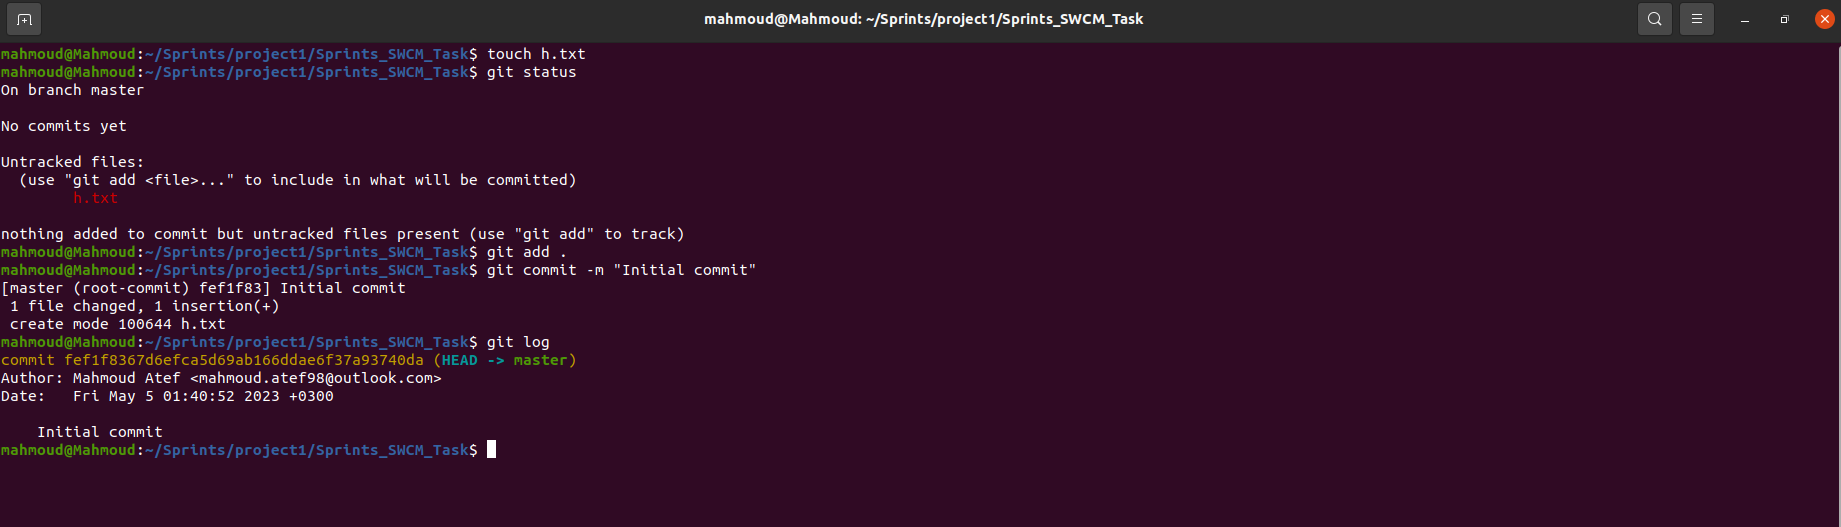 mahmoud@Mahmoud: ~/Sprints/project1/Sprints_SWCM_Task
mahmoud@Mahmoud:~/Sprints/project1/Sprints_SWCM_Task$ touch h.txt
mahmoud@Mahmoud:~/Sprints/project1/Sprints_SWCM_Task$ git status
On branch master

No commits yet

Untracked files:
  (use "git add <file>..." to include in what will be committed)
        h.txt

nothing added to commit but untracked files present (use "git add" to track)
mahmoud@Mahmoud:~/Sprints/project1/Sprints_SWCM_Task$ git add .
mahmoud@Mahmoud:~/Sprints/project1/Sprints_SWCM_Task$ git commit -m "Initial commit"
[master (root-commit) fef1f83] Initial commit
 1 file changed, 1 insertion(+)
 create mode 100644 h.txt
mahmoud@Mahmoud:~/Sprints/project1/Sprints_SWCM_Task$ git log
commit fef1f8367d6efca5d69ab166ddae6f37a93740da (HEAD -> master)
Author: Mahmoud Atef <mahmoud.atef98@outlook.com>
Date:   Fri May 5 01:40:52 2023 +0300

    Initial commit
mahmoud@Mahmoud:~/Sprints/project1/Sprints_SWCM_Task$